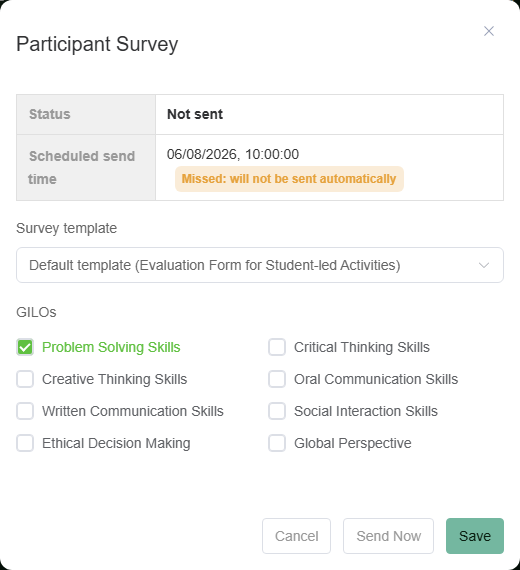 Participant Survey
Status
Not sent
Scheduled send
time
06/08/2026, 10:00:00
Missed: will not be sent automatically
Survey template
Default template (Evaluation Form for Student-led Activities)
GILOs
Problem Solving Skills
Critical Thinking Skills
Creative Thinking Skills
Oral Communication Skills
Written Communication Skills
Social Interaction Skills
Ethical Decision Making
Global Perspective
Cancel
Send Now
Save